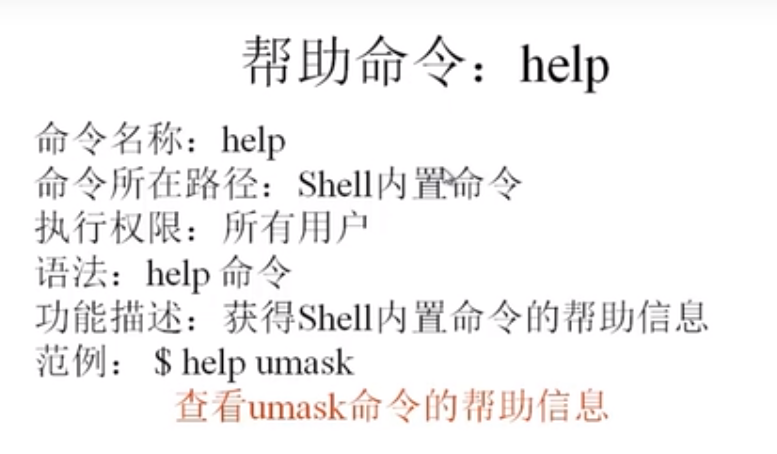 帮助命令：help
命令名称：help
命令所在路径：Shell内置命令
执行权限：所有用户
语法：help 命令
功能描述：获得Shell内置命令的帮助信息
范例： $ help umask
查看umask命令的帮助信息